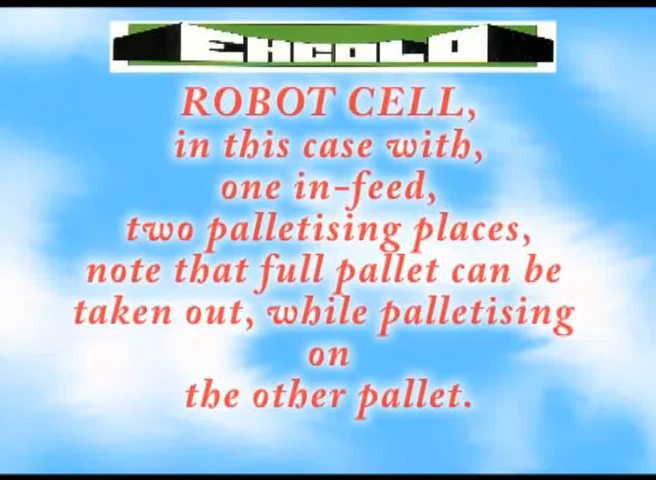 EHCOLO
ROBOT CELL,
in this case with,
one in-feed,
two palletising places,
note that full pallet can be
taken out, while palletising
on
the other pallet.